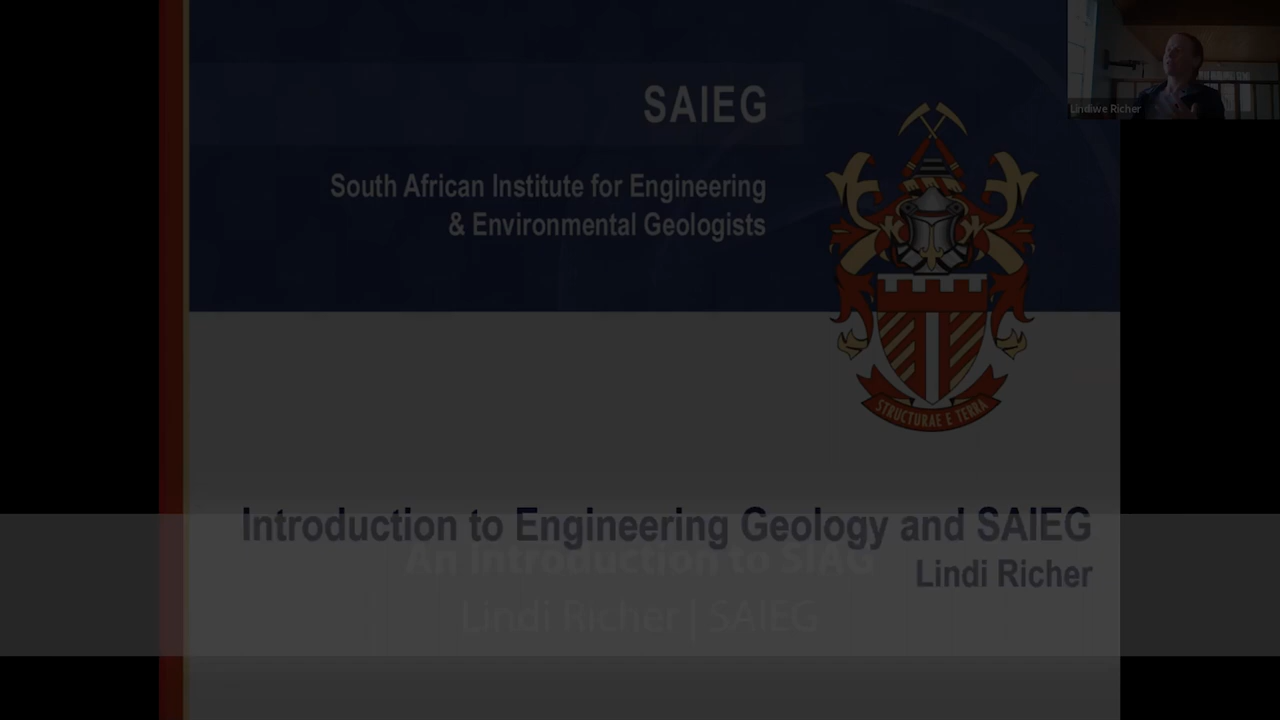 SAIEG
Lindiwe Richer
South African Institute for Engineering
& Environmental Geologists
STRUCTURAE E TERRA
Introduction to Engineering Geology and SAIEG
An Introduction to SIAG
Lindi Richer
Lindi Richer | SAIEG